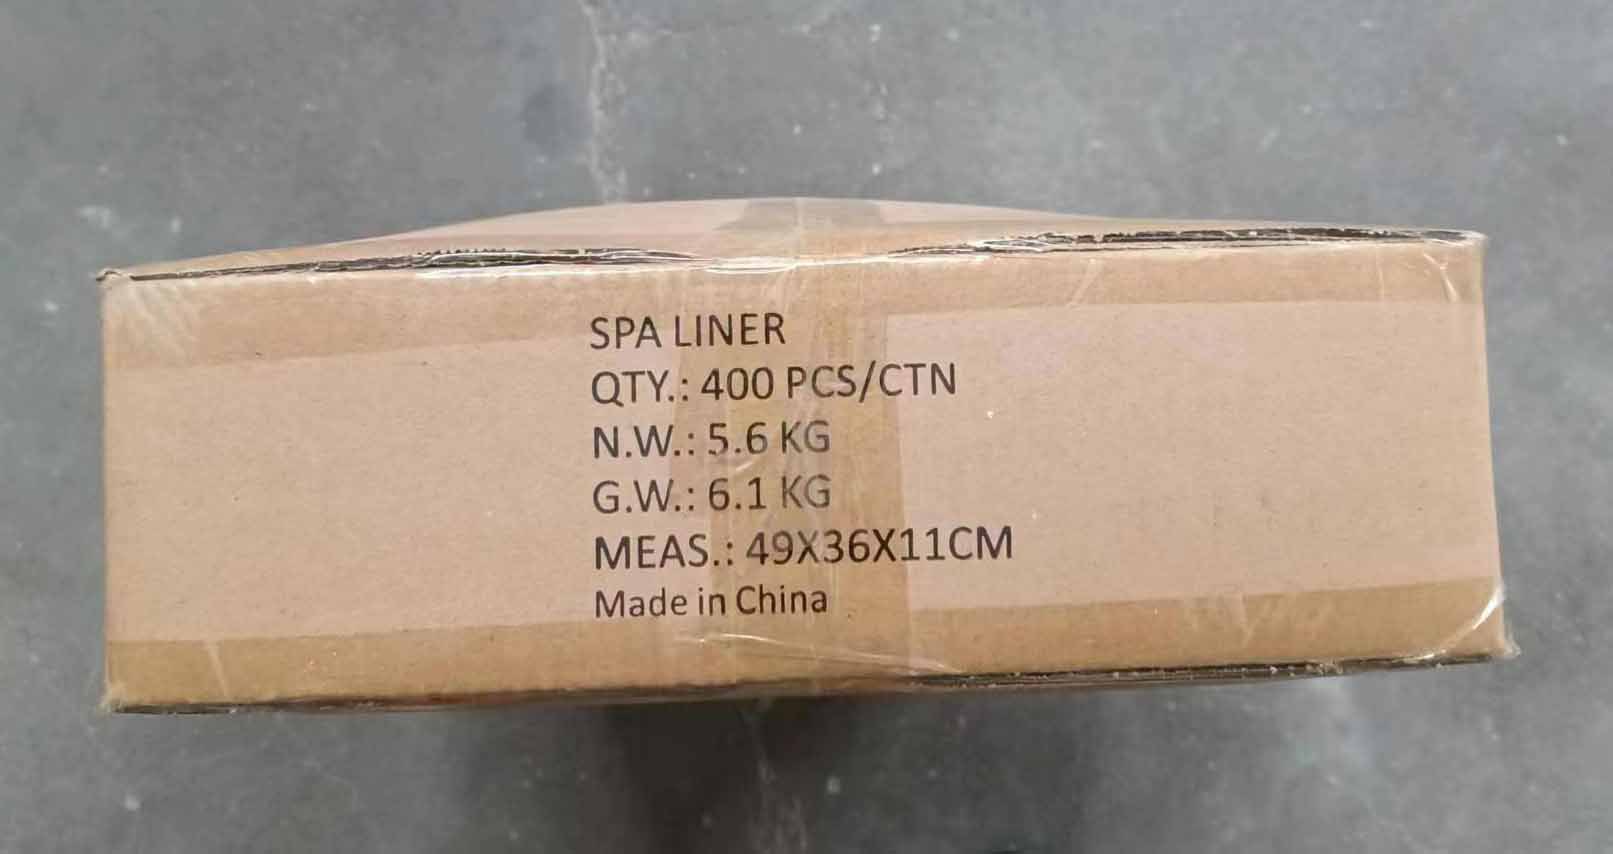 SPA LINER
QTY.: 400 PCS/CTN
N.W.: 5.6 KG
G.W.: 6.1 KG
MEAS.: 49X36X11CM
Made in China